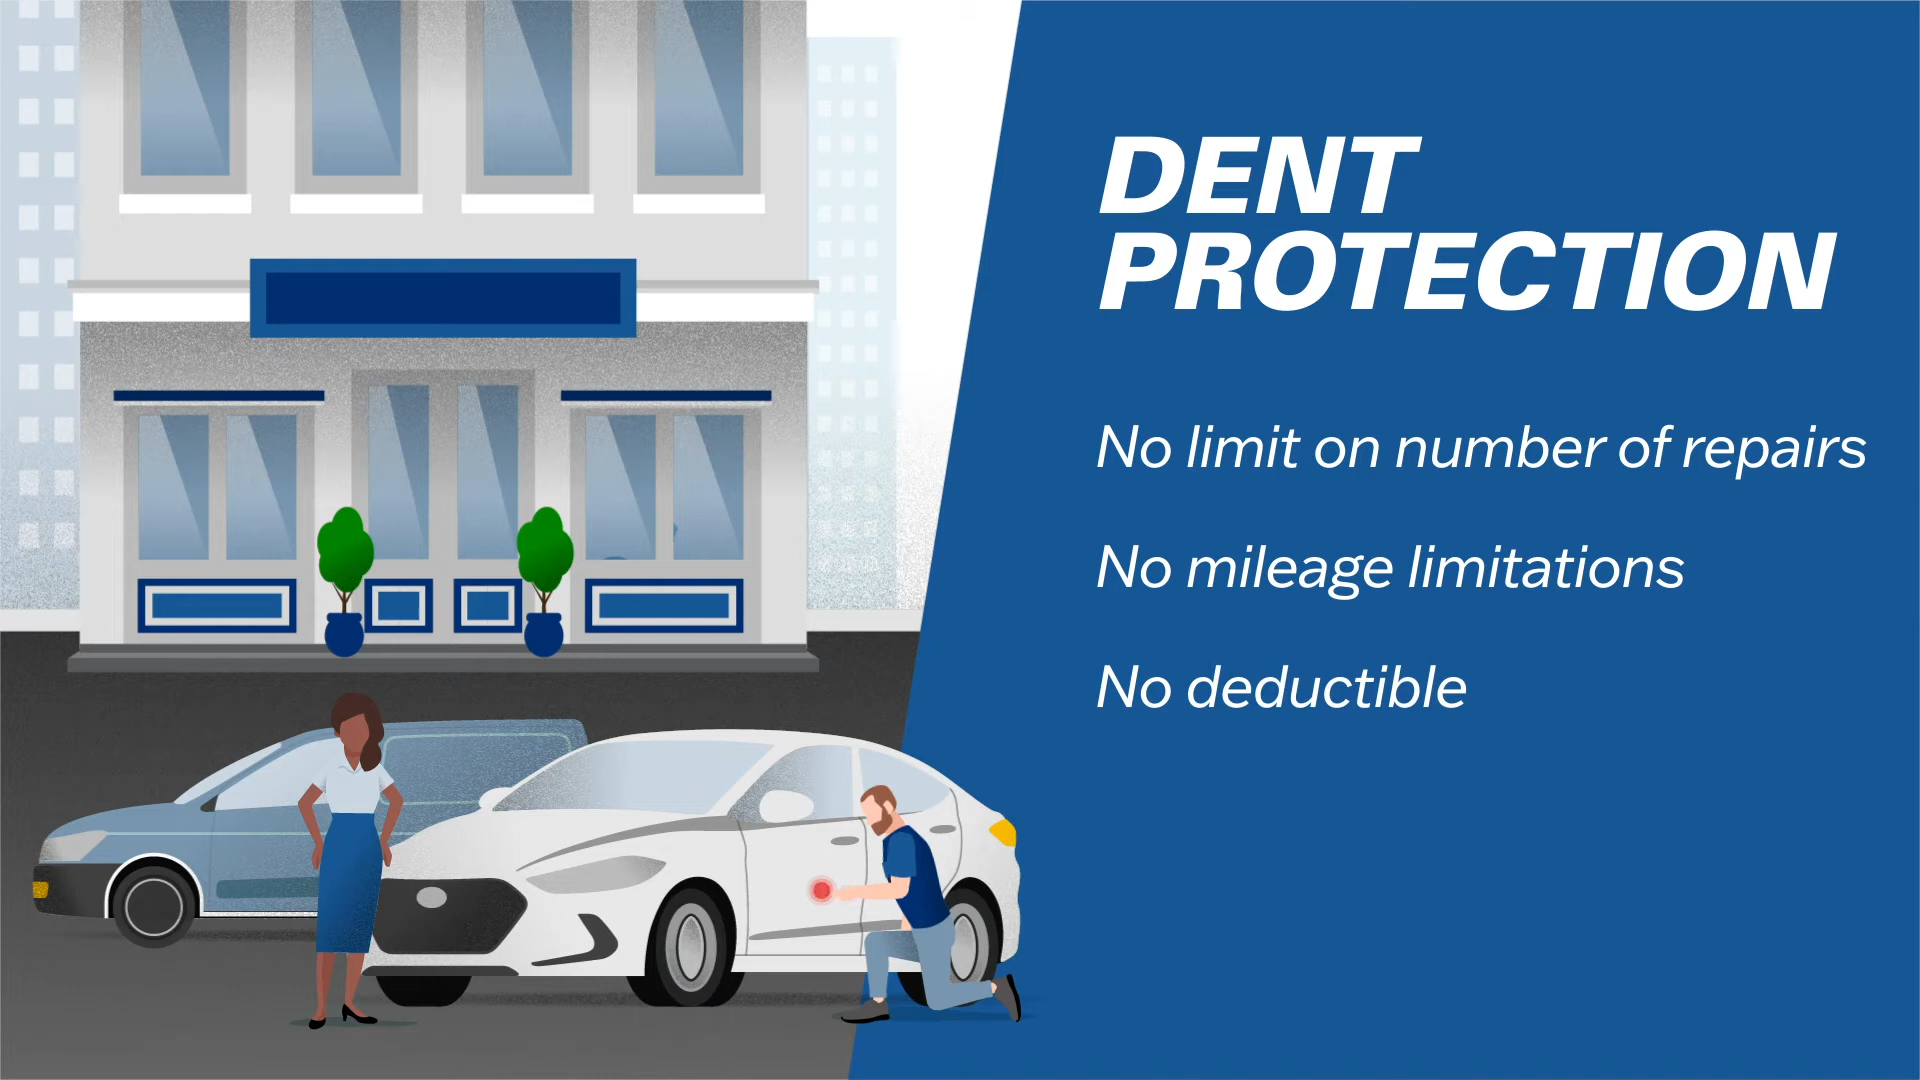 DENT
PROTECTION
No limit on number of repairs
No mileage limitations
No deductible